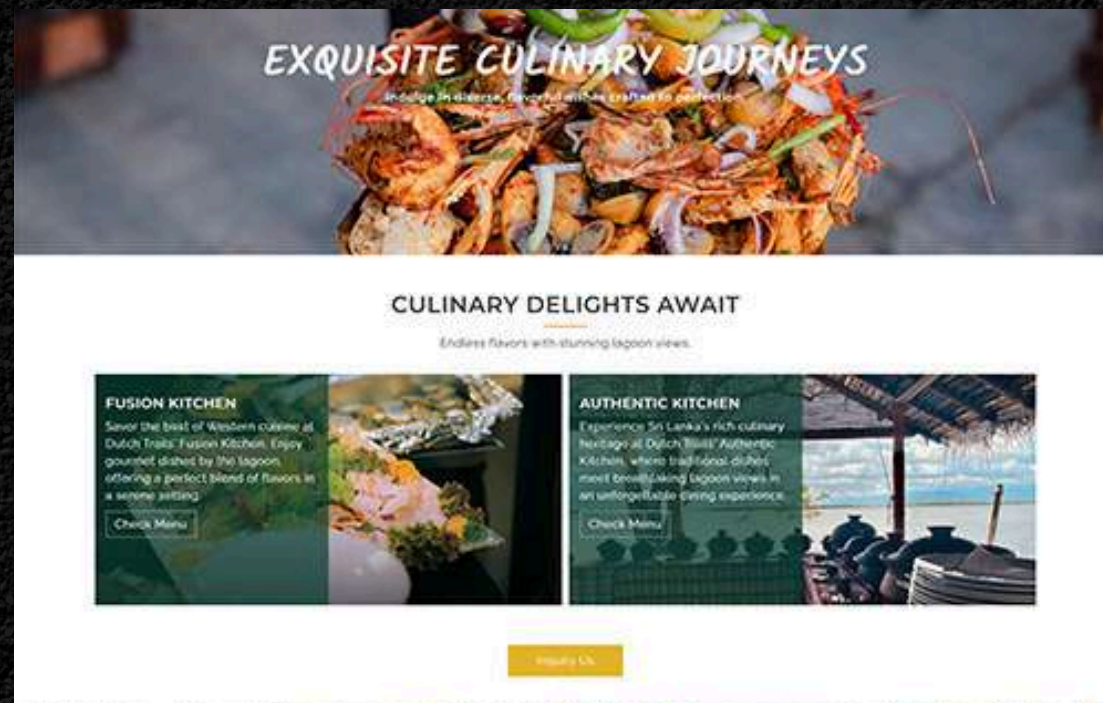 EXQUISITE CULINARY JOURNEYS
Indulge in diverse, flavorful dishes crafted to perfection
CULINARY DELIGHTS AWAIT
Endless flavors with stunning lagoon views.
FUSION KITCHEN
Savor the best of Western cuisine at
Dutch Trails' Fusion Kitchen. Enjoy
gourmet dishes by the lagoon,
offering a perfect blend of flavors in
a serene setting.
Check Menu
AUTHENTIC KITCHEN
Experience Sri Lanka's rich culinary
heritage at Dutch Trails' Authentic
Kitchen, where traditional dishes
meet breathtaking lagoon views in
an unforgettable dining experience.
Check Menu
Inquiry Us